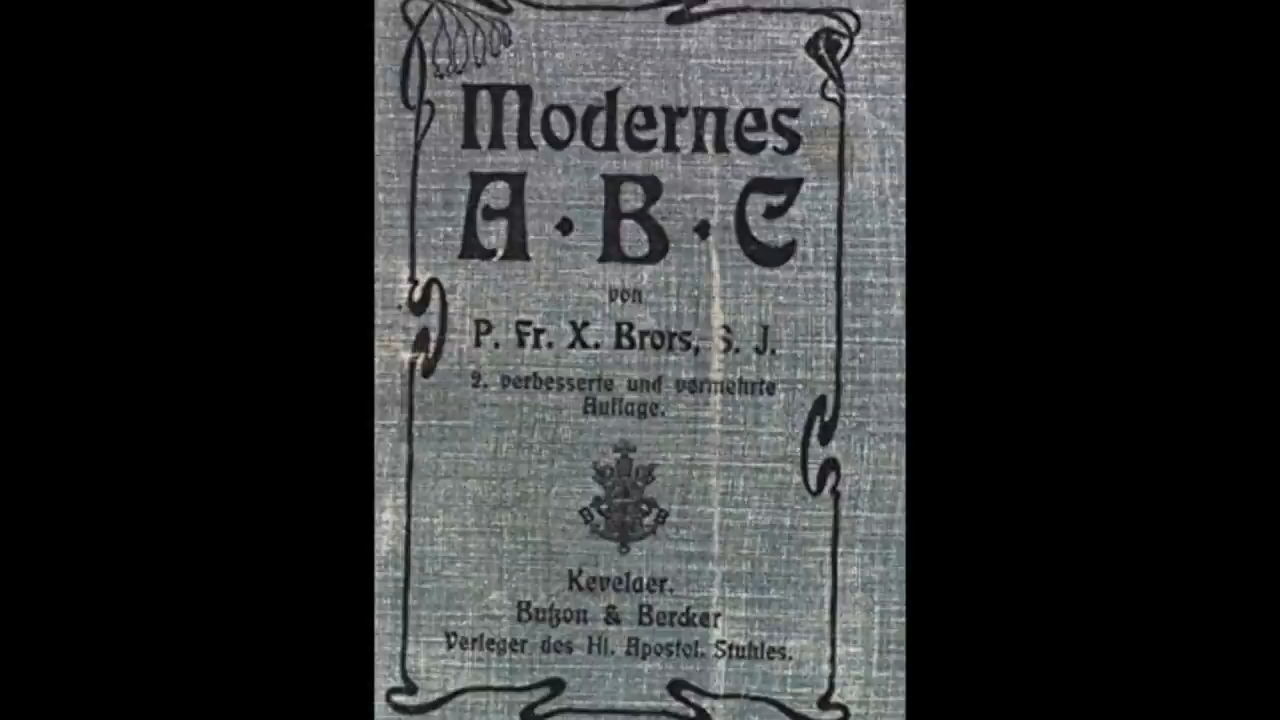 Modernes
A · B · C
von
P. Fr. X. Brors, S. J.
2. verbesserte und vermehrte
Auflage.
B B
Kevelaer.
Butzon & Bercker
Verleger des Hl. Apostol. Stuhles.